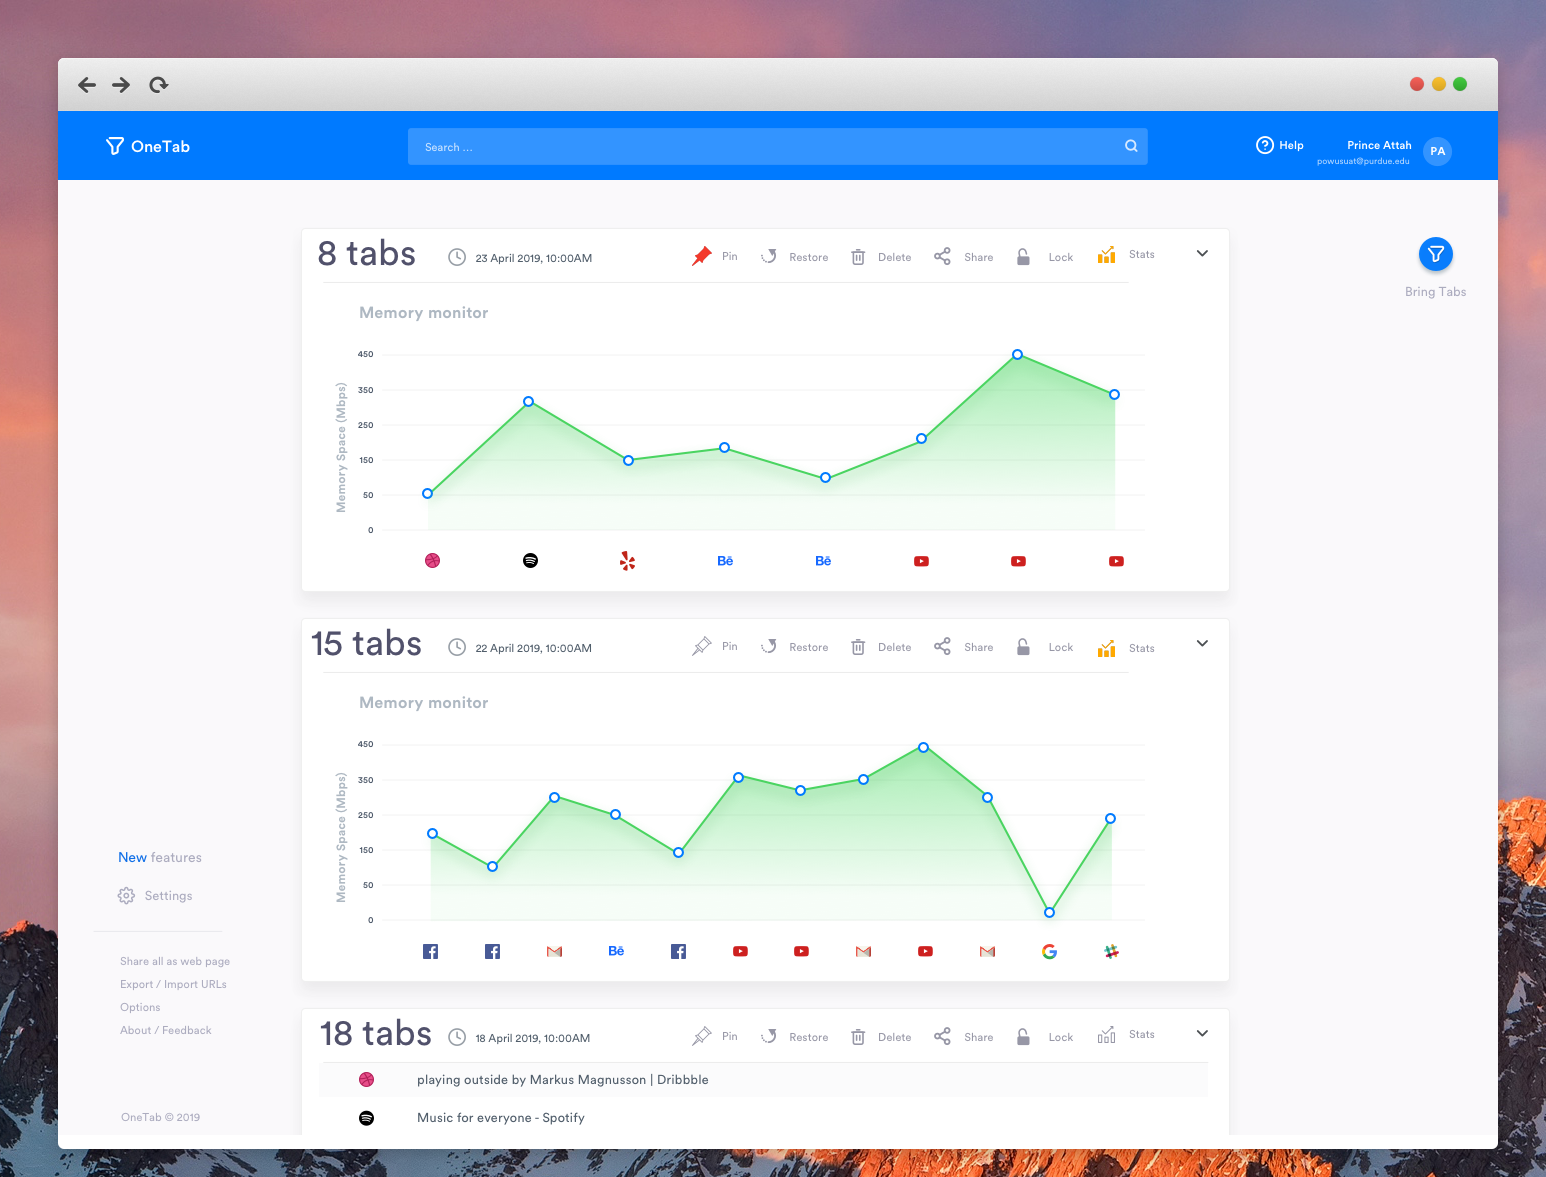 OneTab
Search ...
Help
Prince Attah
powusuat@purdue.edu
PA
8 tabs
23 April 2019, 10:00AM
Pin
Restore
Delete
Share
Lock
Stats
Bring Tabs
Memory monitor
Memory Space (Mbps)
450
350
250
150
50
0
Bē
Bē
15 tabs
22 April 2019, 10:00AM
Pin
Restore
Delete
Share
Lock
Stats
Memory monitor
Memory Space (Mbps)
450
350
250
150
50
0
Bē
New features
Settings
Share all as web page
Export / Import URLs
Options
About / Feedback
OneTab © 2019
18 tabs
18 April 2019, 10:00AM
Pin
Restore
Delete
Share
Lock
Stats
playing outside by Markus Magnusson | Dribbble
Music for everyone - Spotify